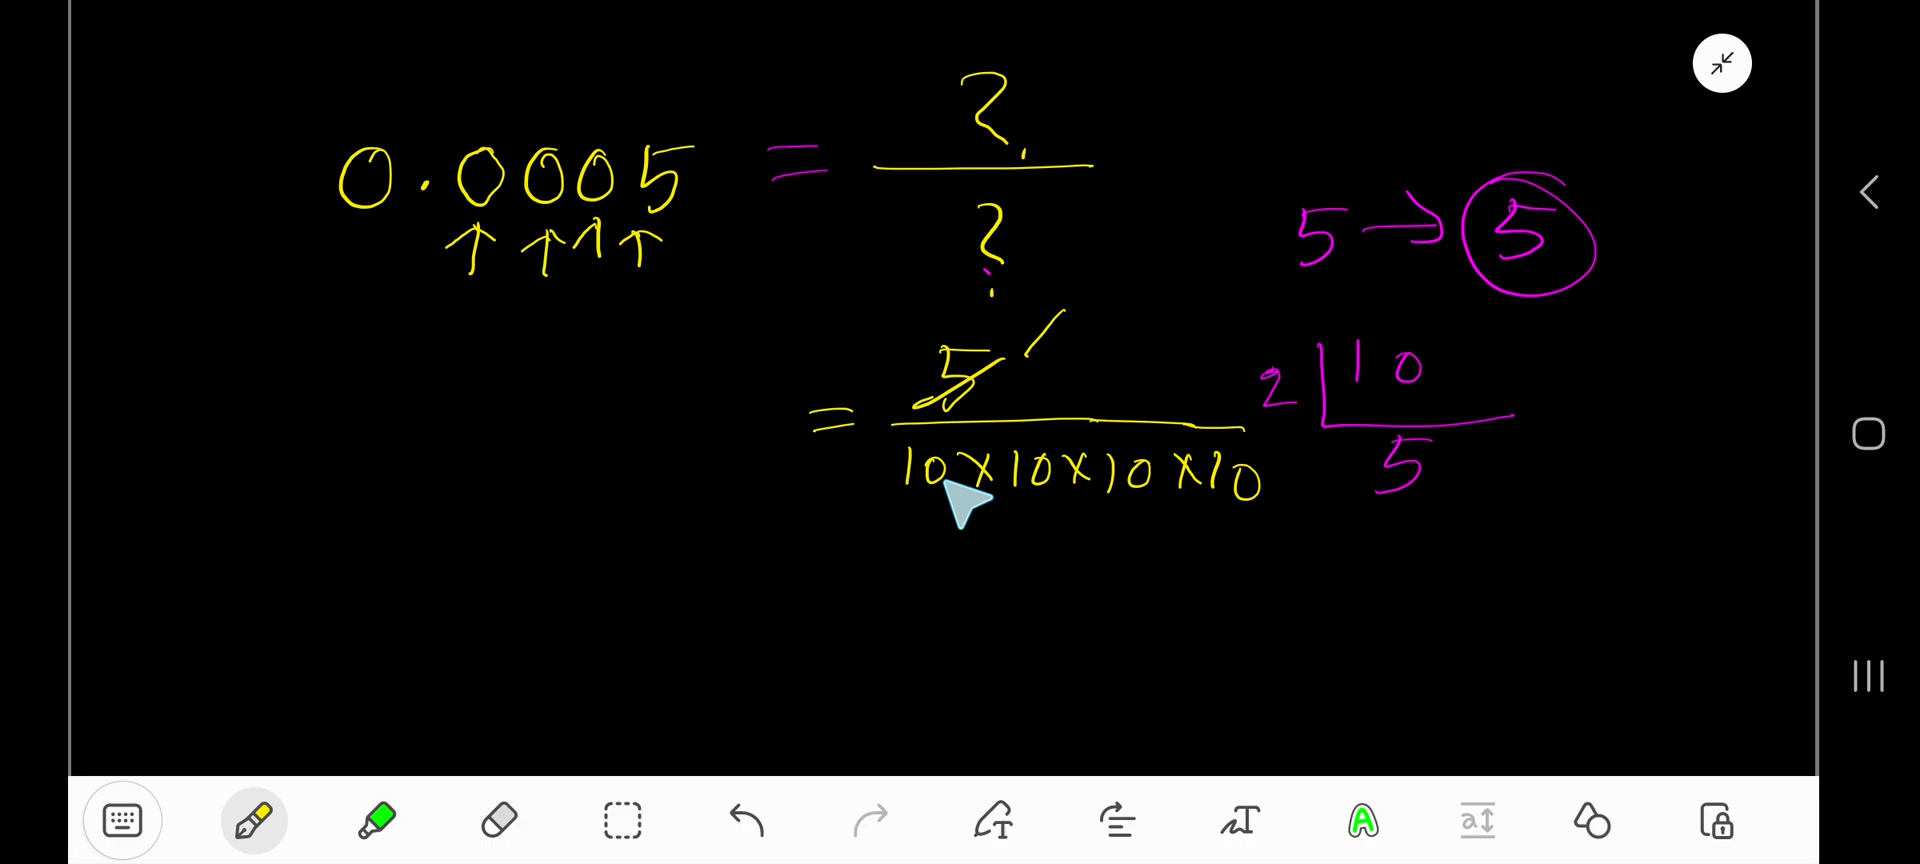 0.0005 = ?/?
5 → 5
= 5/10×10×10×10
2 | 10
5
T
T
A
a